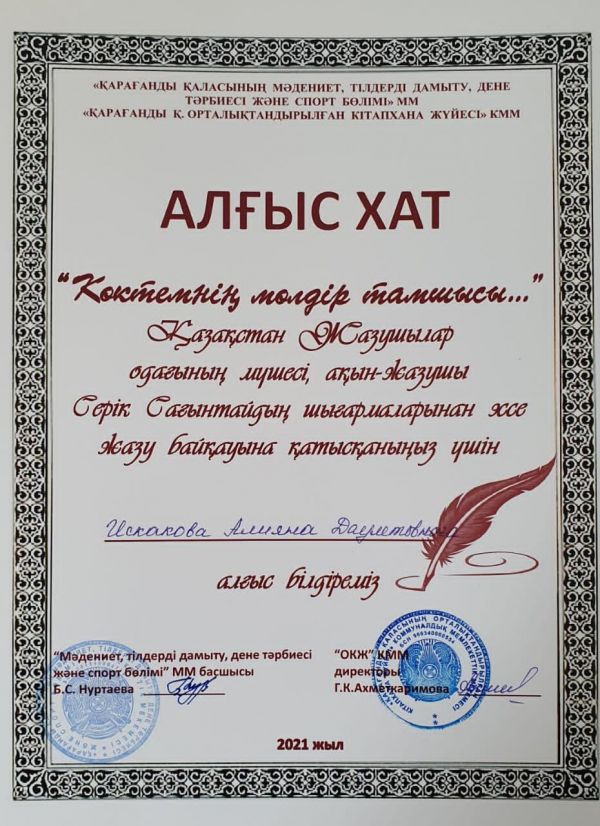 «ҚАРАҒАНДЫ ҚАЛАСЫНЫҢ МӘДЕНИЕТ, ТІЛДЕРДІ ДАМЫТУ, ДЕНЕ
ТӘРБИЕСІ ЖӘНЕ СПОРТ БӨЛІМІ» ММ
«ҚАРАҒАНДЫ Қ. ОРТАЛЫҚТАНДЫРЫЛҒАН КІТАПХАНА ЖҮЙЕСІ» КММ
АЛҒЫС ХАТ
“Көктемнің мөлдір тамшысы...”
Қазақстан Жазушылар
одағының мүшесі, ақын-жазушы
Серік Сағынтайдың шығармаларынан эссе
жазу байқауына қатысқаныңыз үшін
Искакова Алияна Даулетовнаға
алғыс білдіреміз
“Мәдениет, тілдерді дамыту, дене тәрбиесі
және спорт бөлімі” ММ басшысы
Б.С. Нуртаева
“ОКЖ” КММ
директоры
Г.К.Ахметкаримова
2021 жыл